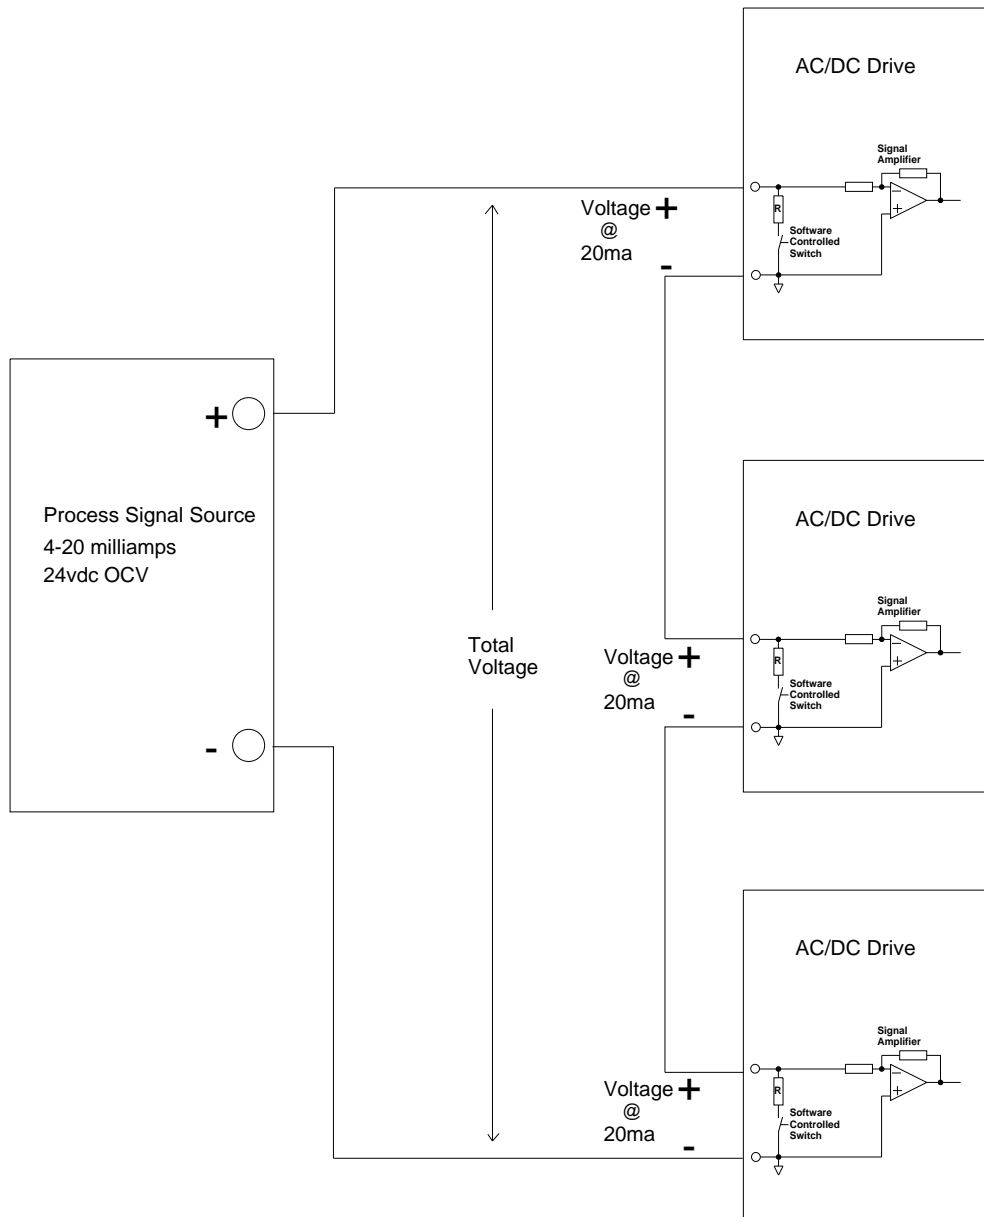 AC/DC Drive
Signal
Amplifier
R
Software
Controlled
Switch
Voltage +
@
20ma
-
+
Process Signal Source
4-20 milliamps
24vdc OCV
-
Total
Voltage
AC/DC Drive
Signal
Amplifier
R
Software
Controlled
Switch
Voltage +
@
20ma
-
AC/DC Drive
Signal
Amplifier
R
Software
Controlled
Switch
Voltage +
@
20ma
-